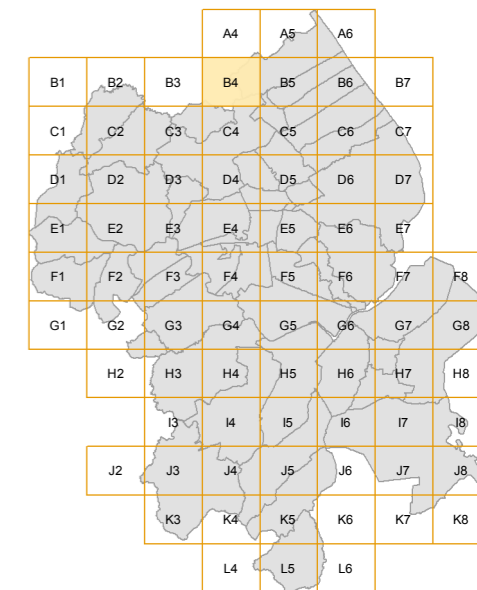 A4 A5 A6
B1 B2 B3 B4 B5 B6 B7
C1 C2 C3 C4 C5 C6 C7
D1 D2 D3 D4 D5 D6 D7
E1 E2 E3 E4 E5 E6 E7
F1 F2 F3 F4 F5 F6 F7 F8
G1 G2 G3 G4 G5 G6 G7 G8
H2 H3 H4 H5 H6 H7 H8
I3 I4 I5 I6 I7 I8
J2 J3 J4 J5 J6 J7 J8
K3 K4 K5 K6 K7 K8
L4 L5 L6